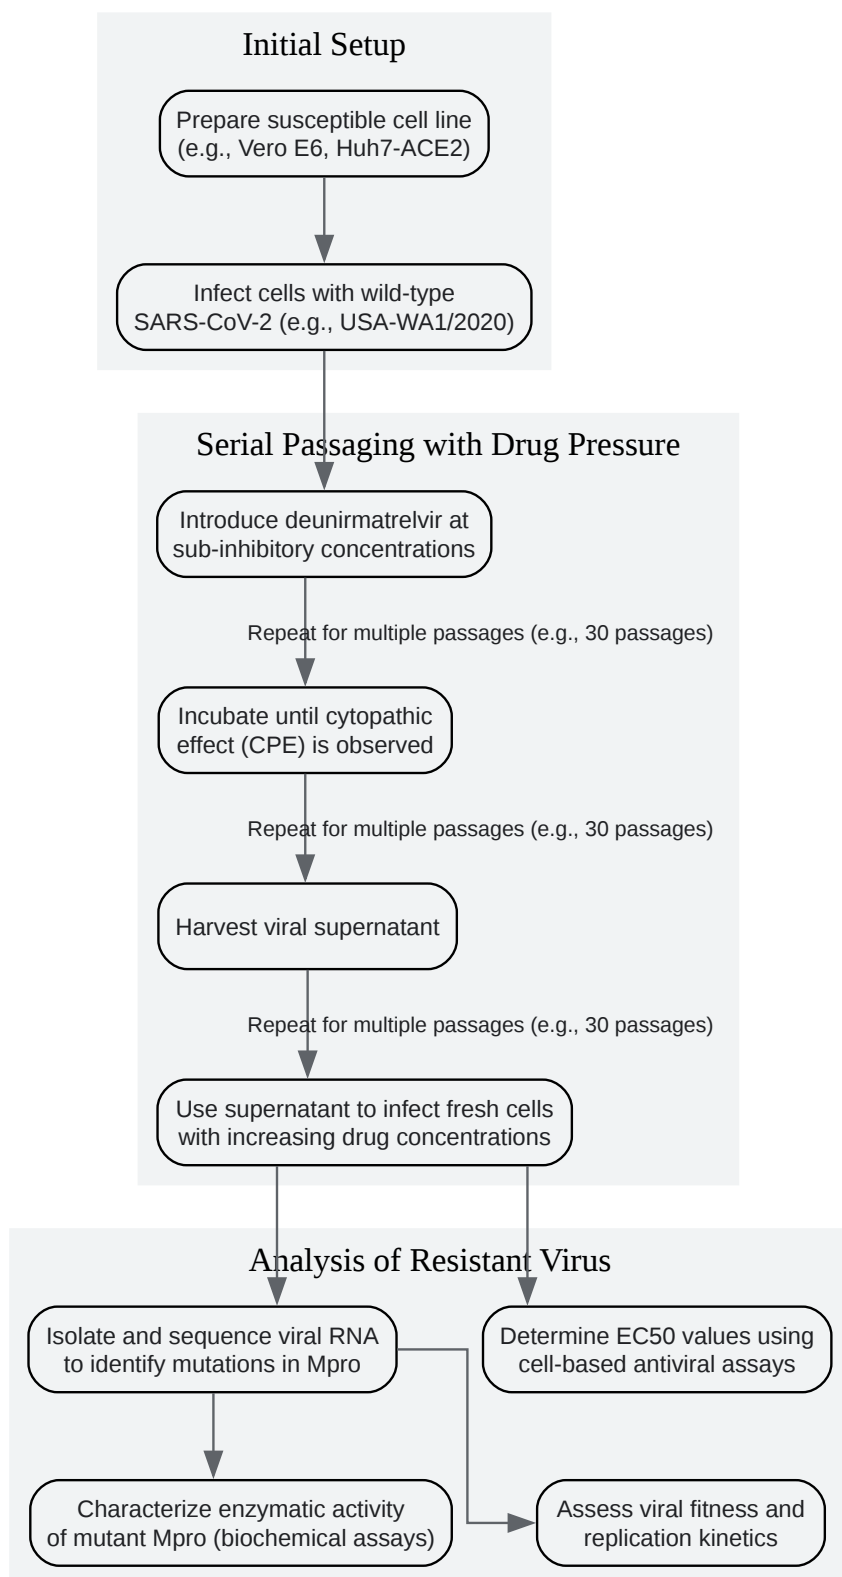 Initial Setup
Prepare susceptible cell line
(e.g., Vero E6, Huh7-ACE2)
Infect cells with wild-type
SARS-CoV-2 (e.g., USA-WA1/2020)
Serial Passaging with Drug Pressure
Introduce deunirmatrelvir at
sub-inhibitory concentrations
Repeat for multiple passages (e.g., 30 passages)
Incubate until cytopathic
effect (CPE) is observed
Repeat for multiple passages (e.g., 30 passages)
Harvest viral supernatant
Repeat for multiple passages (e.g., 30 passages)
Use supernatant to infect fresh cells
with increasing drug concentrations
Analysis of Resistant Virus
Isolate and sequence viral RNA
to identify mutations in Mpro
Determine EC50 values using
cell-based antiviral assays
Characterize enzymatic activity
of mutant Mpro (biochemical assays)
Assess viral fitness and
replication kinetics